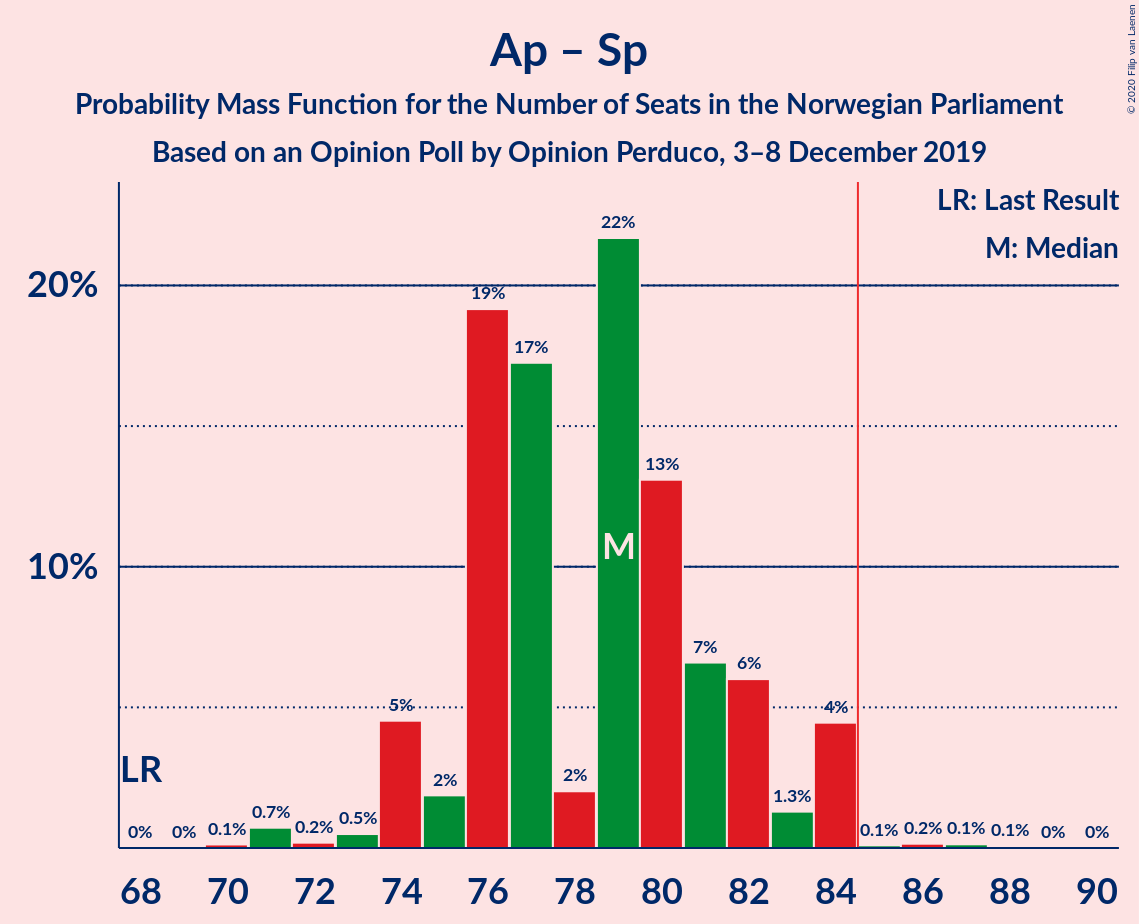 Ap – Sp
Probability Mass Function for the Number of Seats in the Norwegian Parliament
Based on an Opinion Poll by Opinion Perduco, 3–8 December 2019
© 2020 Filip van Laenen
LR: Last Result
M: Median
20%
10%
LR
M
0% 0% 0.1% 0.7% 0.2% 0.5% 5% 2% 19% 17% 2% 22% 13% 7% 6% 1.3% 4% 0.1% 0.2% 0.1% 0.1% 0% 0%
68 70 72 74 76 78 80 82 84 86 88 90